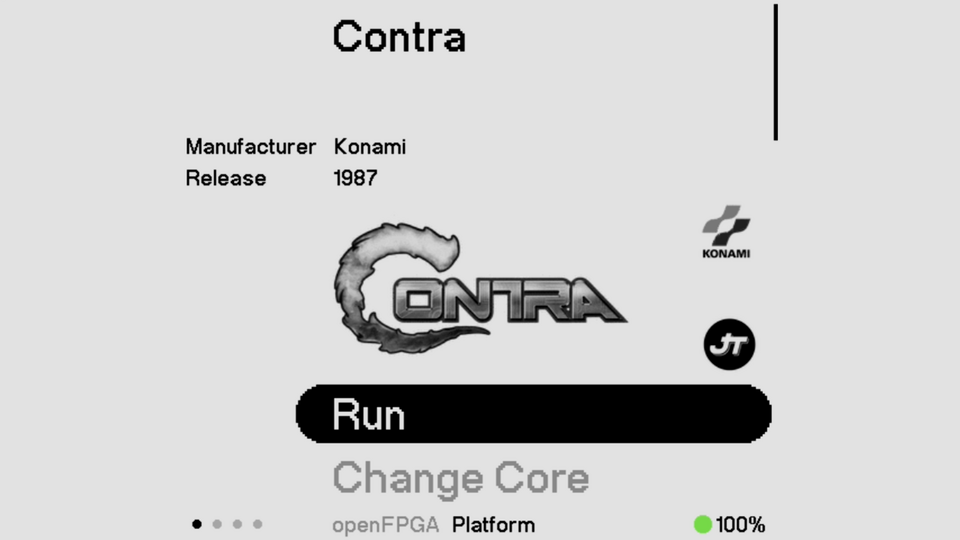 Contra
Manufacturer Konami
Release 1987
CONTRA
KONAMI
JT
Run
Change Core
openFPGA Platform
100%